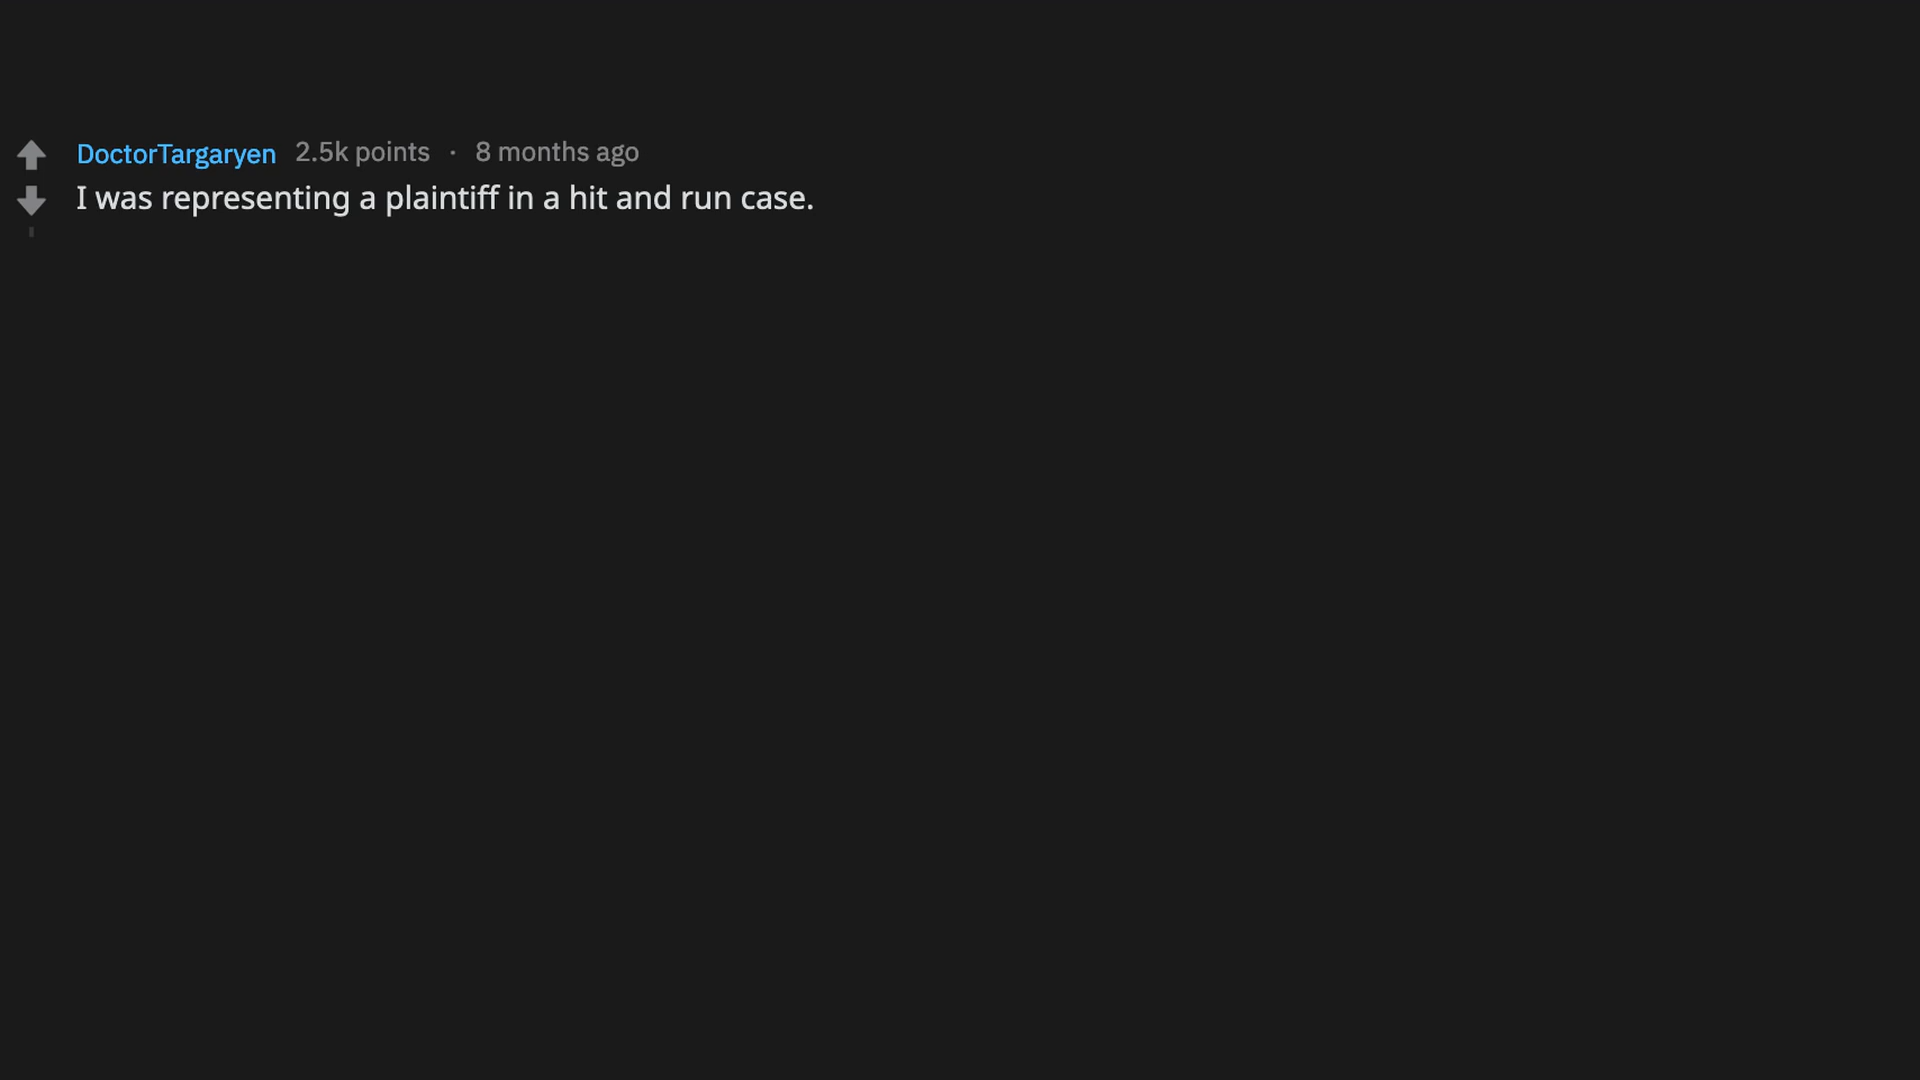 DoctorTargaryen 2.5k points · 8 months ago
I was representing a plaintiff in a hit and run case.